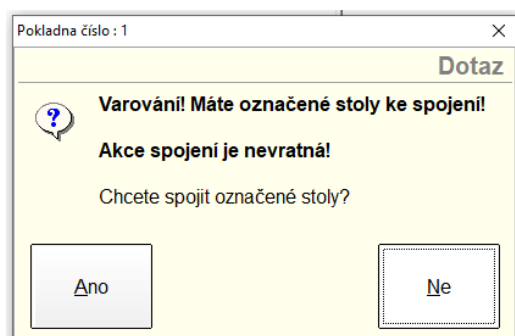 Pokladna číslo : 1
Dotaz
Varování! Máte označené stoly ke spojení!
Akce spojení je nevratná!
Chcete spojit označené stoly?
Ano
Ne